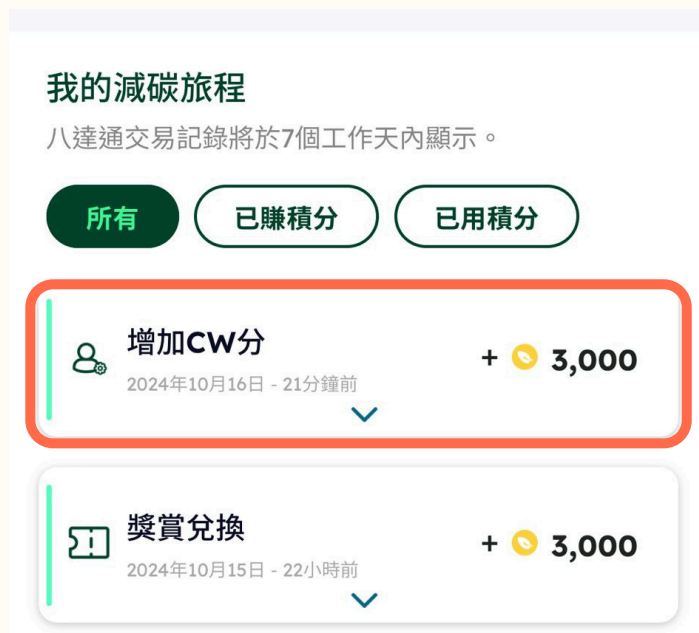 我的減碳旅程
八達通交易記錄將於7個工作天內顯示。
所有
已賺積分
已用積分
增加CW分
+ 3,000
2024年10月16日 - 21分鐘前
獎賞兌換
+ 3,000
2024年10月15日 - 22小時前